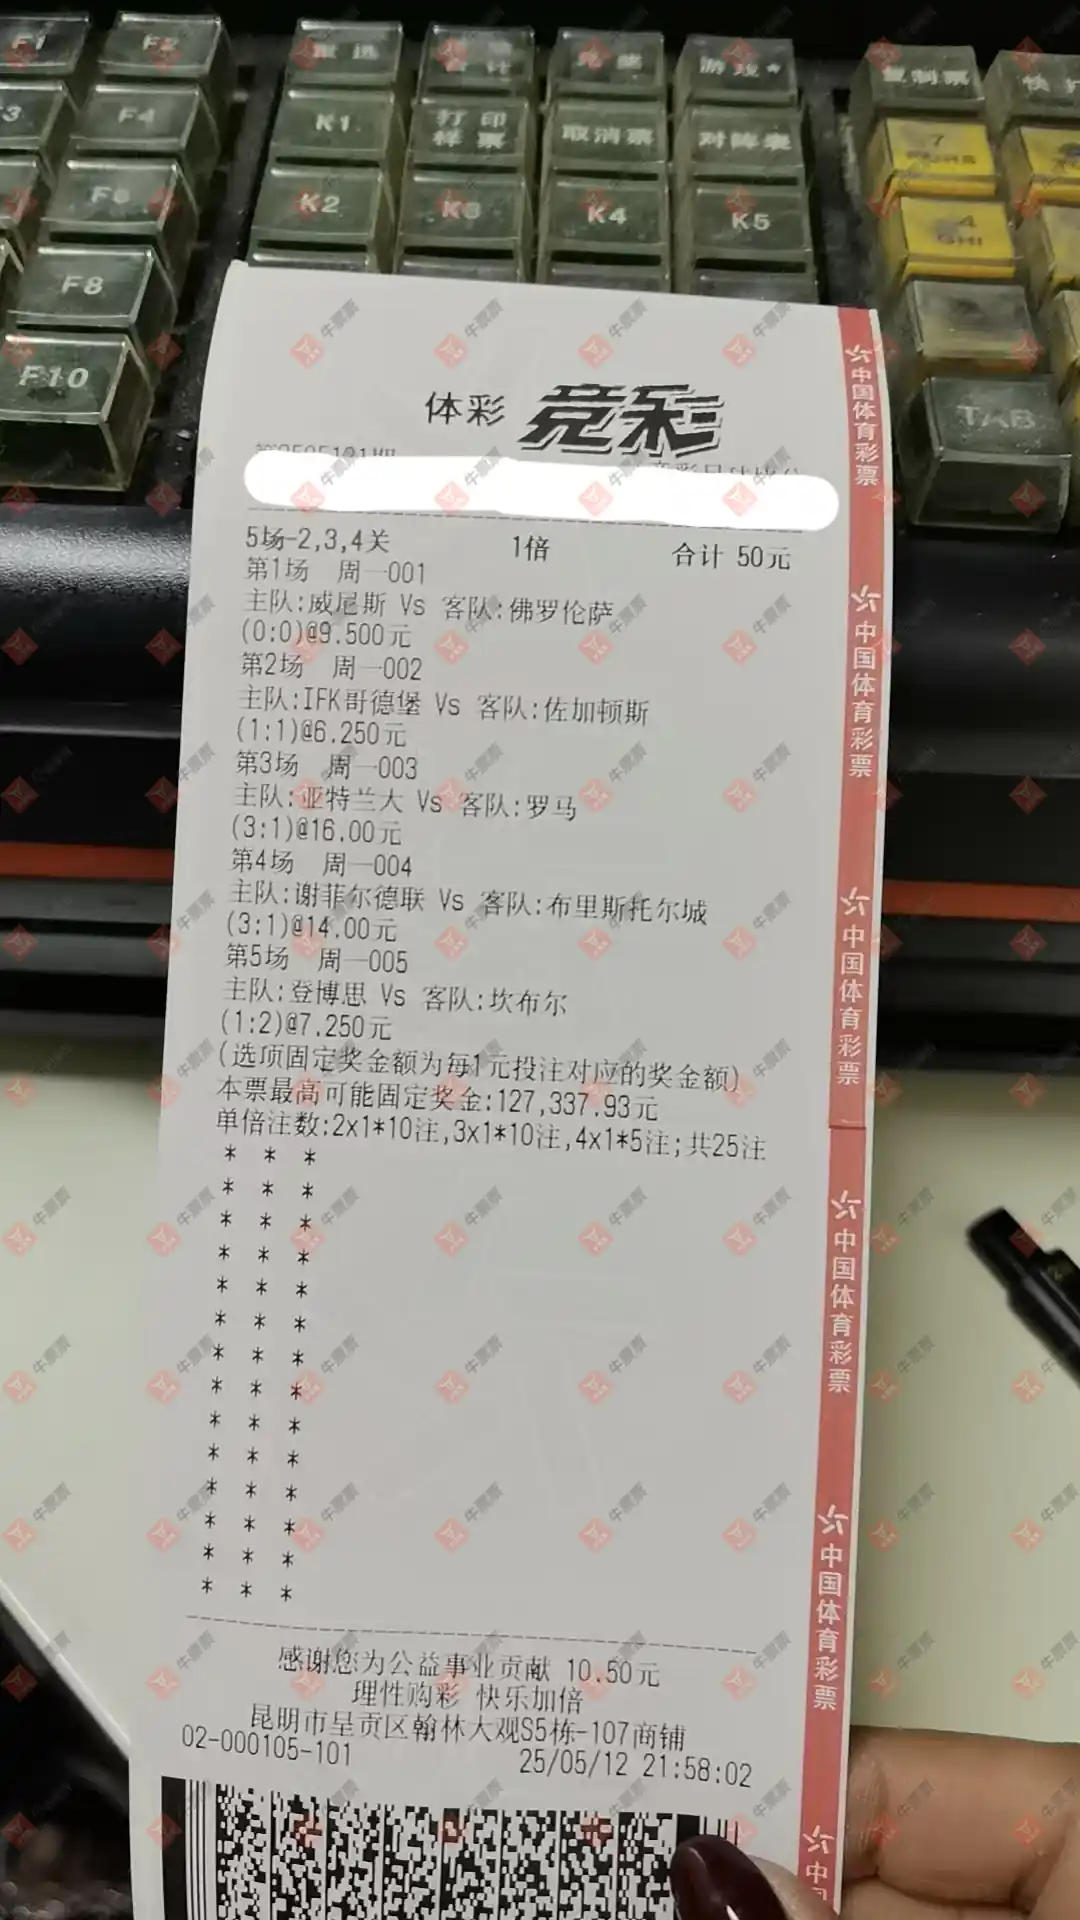 F1
F2
重选
F3
F4
K1
打印
样票
取消票
对阵表
复制票
7
F6
K2
K3
K4
K5
4
GHI
F8
F10
TAB
体彩 竞彩
5场-2,3,4关 1倍 合计 50元
第1场 周一001
主队:威尼斯 Vs 客队:佛罗伦萨
(0:0)@9.500元
第2场 周一002
主队:IFK哥德堡 Vs 客队:佐加顿斯
(1:1)@6.250元
第3场 周一003
主队:亚特兰大 Vs 客队:罗马
(3:1)@16.00元
第4场 周一004
主队:谢菲尔德联 Vs 客队:布里斯托尔城
(3:1)@14.00元
第5场 周一005
主队:登博思 Vs 客队:坎布尔
(1:2)@7.250元
(选项固定奖金额为每1元投注对应的奖金额)
本票最高可能固定奖金:127,337.93元
单倍注数:2x1*10注,3x1*10注,4x1*5注;共25注
* * *
* * *
* * *
* * *
* * *
* * *
* * *
* * *
* * *
* * *
* * *
* * *
* * *
* * *
感谢您为公益事业贡献 10.50元
理性购彩 快乐加倍
昆明市呈贡区翰林大观S5栋-107商铺
02-000105-101 25/05/12 21:58:02
中国体育彩票
中国体育彩票
中国体育彩票
中国体育彩票
中国体育彩票
中
牛票票